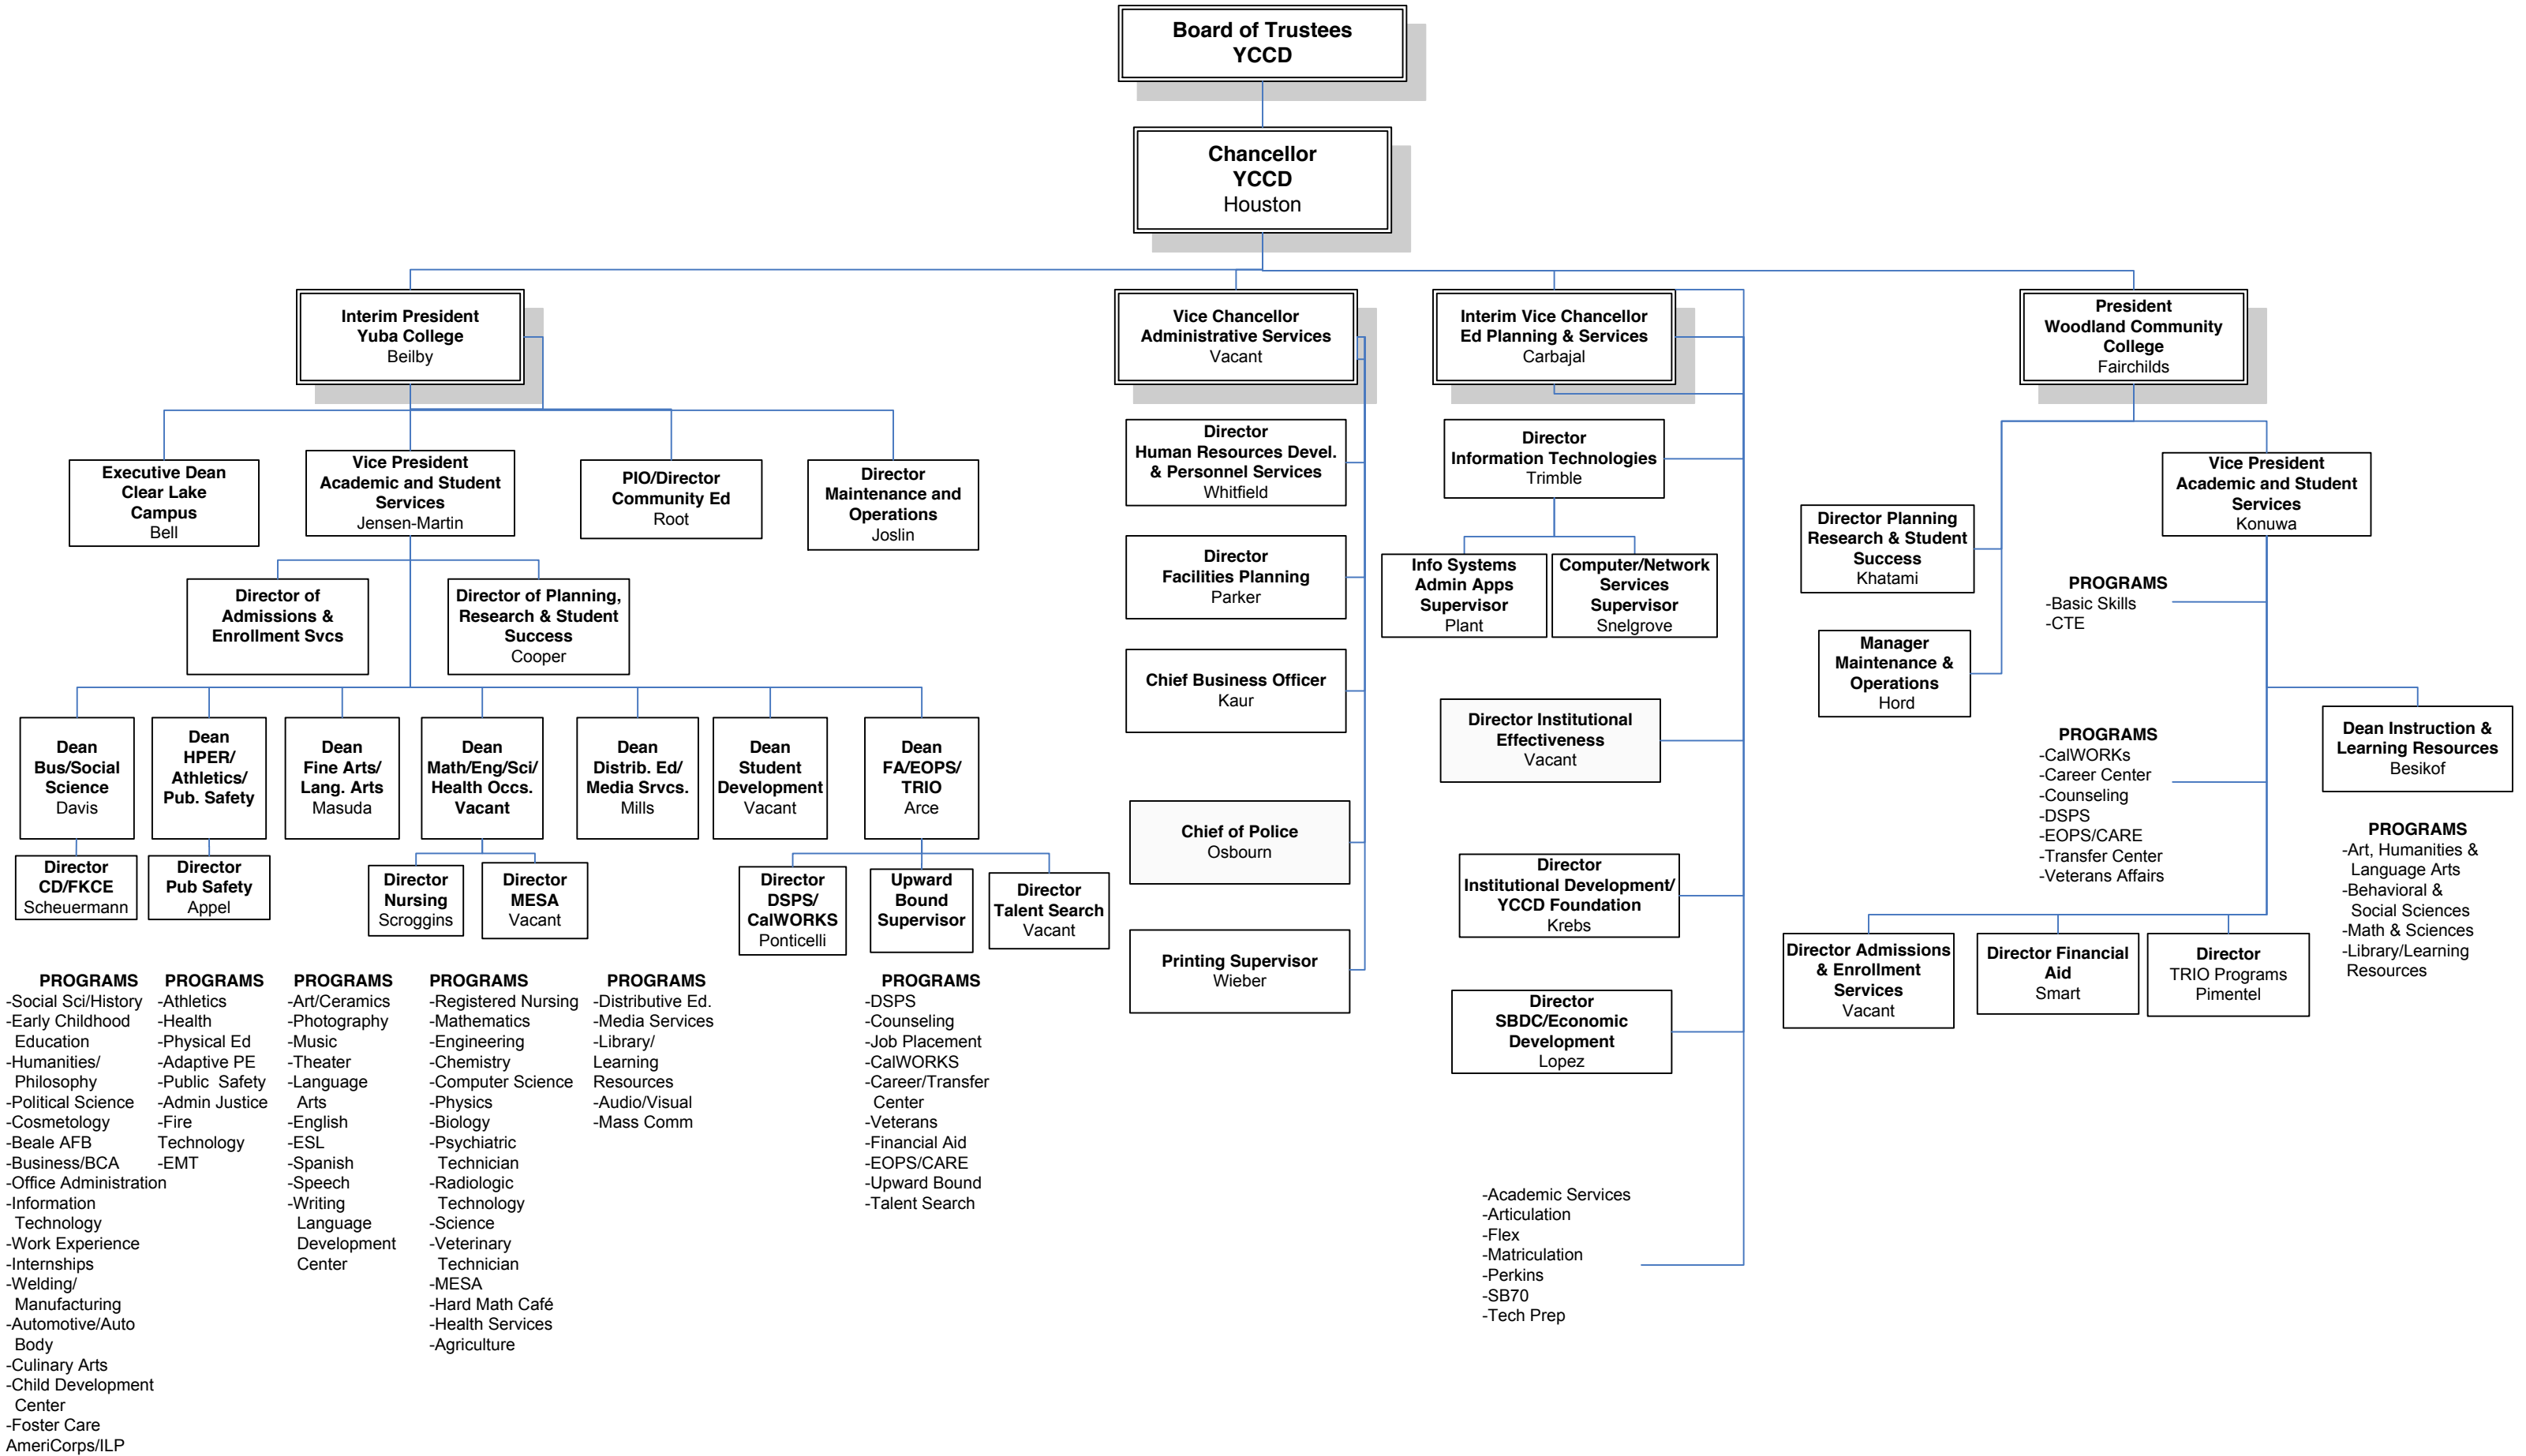 Board of Trustees
YCCD
Chancellor
YCCD
Houston
Interim President
Yuba College
Beilby
Vice Chancellor
Administrative Services
Vacant
Interim Vice Chancellor
Ed Planning & Services
Carbajal
President
Woodland Community
College
Fairchilds
Executive Dean
Clear Lake
Campus
Bell
Vice President
Academic and Student
Services
Jensen-Martin
PIO/Director
Community Ed
Root
Director
Maintenance and
Operations
Joslin
Director of
Admissions &
Enrollment Svcs
Director of Planning,
Research & Student
Success
Cooper
Dean
Bus/Social
Science
Davis
Dean
HPER/
Athletics/
Pub. Safety
Dean
Fine Arts/
Lang. Arts
Masuda
Dean
Math/Eng/Sci/
Health Occs.
Vacant
Dean
Distrib. Ed/
Media Srvcs.
Mills
Dean
Student
Development
Vacant
Dean
FA/EOPS/
TRIO
Arce
Director
CD/FKCE
Scheuermann
Director
Pub Safety
Appel
Director
Nursing
Scroggins
Director
MESA
Vacant
Director
DSPS/
CalWORKS
Ponticelli
Upward
Bound
Supervisor
Director
Talent Search
Vacant
PROGRAMS
-Social Sci/History
-Early Childhood
Education
-Humanities/
Philosophy
-Political Science
-Cosmetology
-Beale AFB
-Business/BCA
-Office Administration
-Information
Technology
-Work Experience
-Internships
-Welding/
Manufacturing
-Automotive/Auto
Body
-Culinary Arts
-Child Development
Center
-Foster Care
AmeriCorps/ILP
PROGRAMS
-Athletics
-Health
-Physical Ed
-Adaptive PE
-Public Safety
-Admin Justice
-Fire
Technology
-EMT
PROGRAMS
-Art/Ceramics
-Photography
-Music
-Theater
-Language
Arts
-English
-ESL
-Spanish
-Speech
-Writing
Language
Development
Center
PROGRAMS
-Registered Nursing
-Mathematics
-Engineering
-Chemistry
-Computer Science
-Physics
-Biology
-Psychiatric
Technician
-Radiologic
Technology
-Science
-Veterinary
Technician
-MESA
-Hard Math Café
-Health Services
-Agriculture
PROGRAMS
-Distributive Ed.
-Media Services
-Library/
Learning
Resources
-Audio/Visual
-Mass Comm
PROGRAMS
-DSPS
-Counseling
-Job Placement
-CalWORKS
-Career/Transfer
Center
-Veterans
-Financial Aid
-EOPS/CARE
-Upward Bound
-Talent Search
Director
Human Resources Devel.
& Personnel Services
Whitfield
Director
Facilities Planning
Parker
Chief Business Officer
Kaur
Chief of Police
Osbourn
Printing Supervisor
Wieber
Director
Information Technologies
Trimble
Info Systems
Admin Apps
Supervisor
Plant
Computer/Network
Services
Supervisor
Snelgrove
Director Institutional
Effectiveness
Vacant
Director
Institutional Development/
YCCD Foundation
Krebs
Director
SBDC/Economic
Development
Lopez
-Academic Services
-Articulation
-Flex
-Matriculation
-Perkins
-SB70
-Tech Prep
Director Planning
Research & Student
Success
Khatami
Manager
Maintenance &
Operations
Hord
Vice President
Academic and Student
Services
Konuwa
PROGRAMS
-Basic Skills
-CTE
PROGRAMS
-CalWORKs
-Career Center
-Counseling
-DSPS
-EOPS/CARE
-Transfer Center
-Veterans Affairs
Dean Instruction &
Learning Resources
Besikof
PROGRAMS
-Art, Humanities &
Language Arts
-Behavioral &
Social Sciences
-Math & Sciences
-Library/Learning
Resources
Director Admissions
& Enrollment
Services
Vacant
Director Financial
Aid
Smart
Director
TRIO Programs
Pimentel